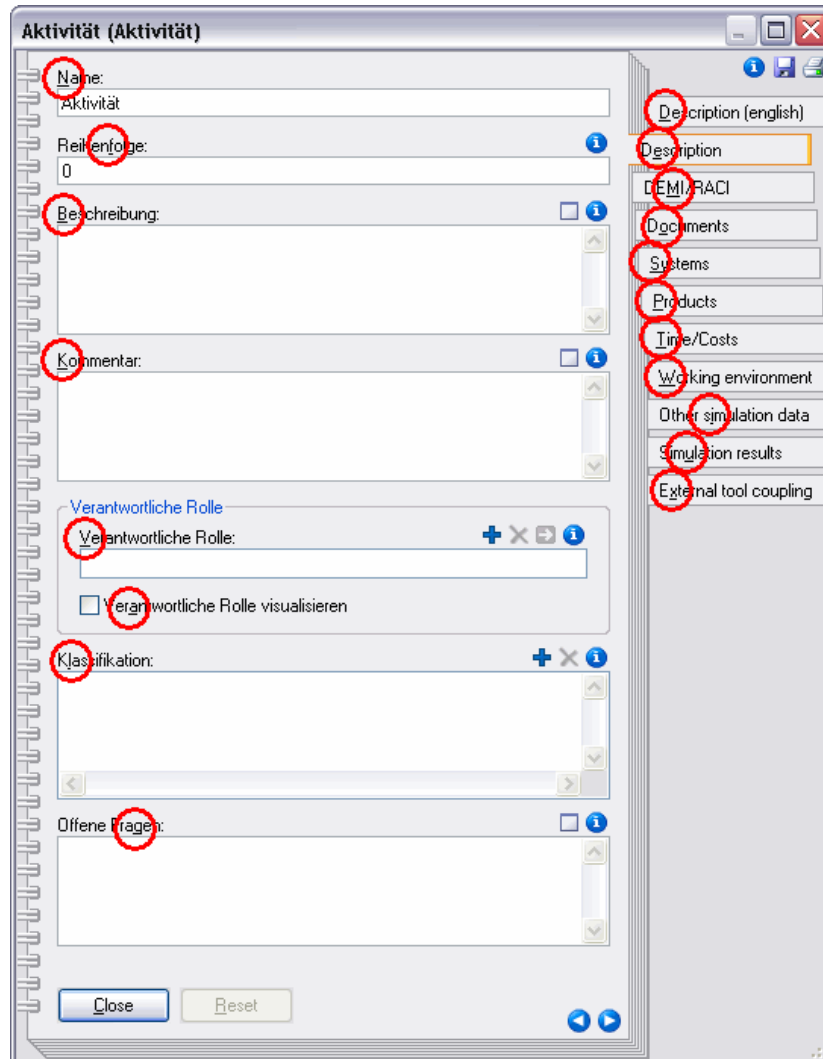 Aktivität (Aktivität)
Name:
Aktivität
Reihenfolge:
0
Beschreibung:
Kommentar:
Verantwortliche Rolle
Verantwortliche Rolle:
Verantwortliche Rolle visualisieren
Klassifikation:
Offene Fragen:
Close
Reset
Description (english)
Description
DEMI/RACI
Documents
Systems
Products
Time/Costs
Working environment
Other simulation data
Simulation results
External tool coupling